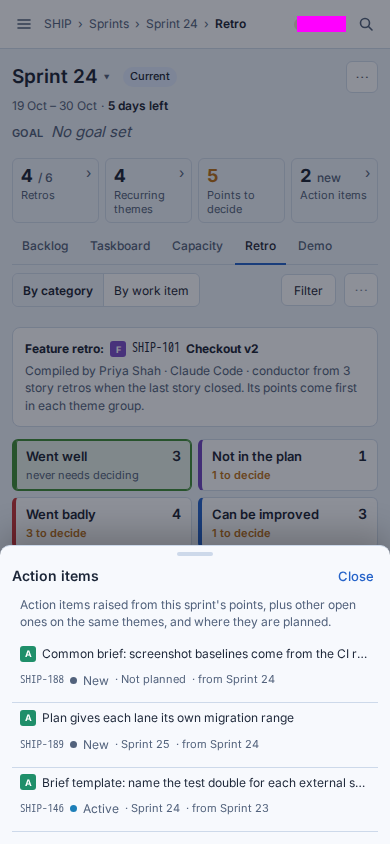 SHIP › Sprints › Sprint 24 › Retro
Sprint 24 ▾ Current ...
19 Oct – 30 Oct · 5 days left
GOAL No goal set
4 / 6 ›
Retros
4 ›
Recurring
themes
5
Points to
decide
2 new ›
Action items
Backlog Taskboard Capacity Retro Demo
By category By work item Filter ...
Feature retro: F SHIP-101 Checkout v2
Compiled by Priya Shah · Claude Code · conductor from 3
story retros when the last story closed. Its points come first
in each theme group.
Went well 3
never needs deciding
Not in the plan 1
1 to decide
Went badly 4
3 to decide
Can be improved 3
1 to decide
Action items Close
Action items raised from this sprint's points, plus other open
ones on the same themes, and where they are planned.
A Common brief: screenshot baselines come from the CI r...
SHIP-188 ● New · Not planned · from Sprint 24
A Plan gives each lane its own migration range
SHIP-189 ● New · Sprint 25 · from Sprint 24
A Brief template: name the test double for each external s...
SHIP-146 ● Active · Sprint 24 · from Sprint 23